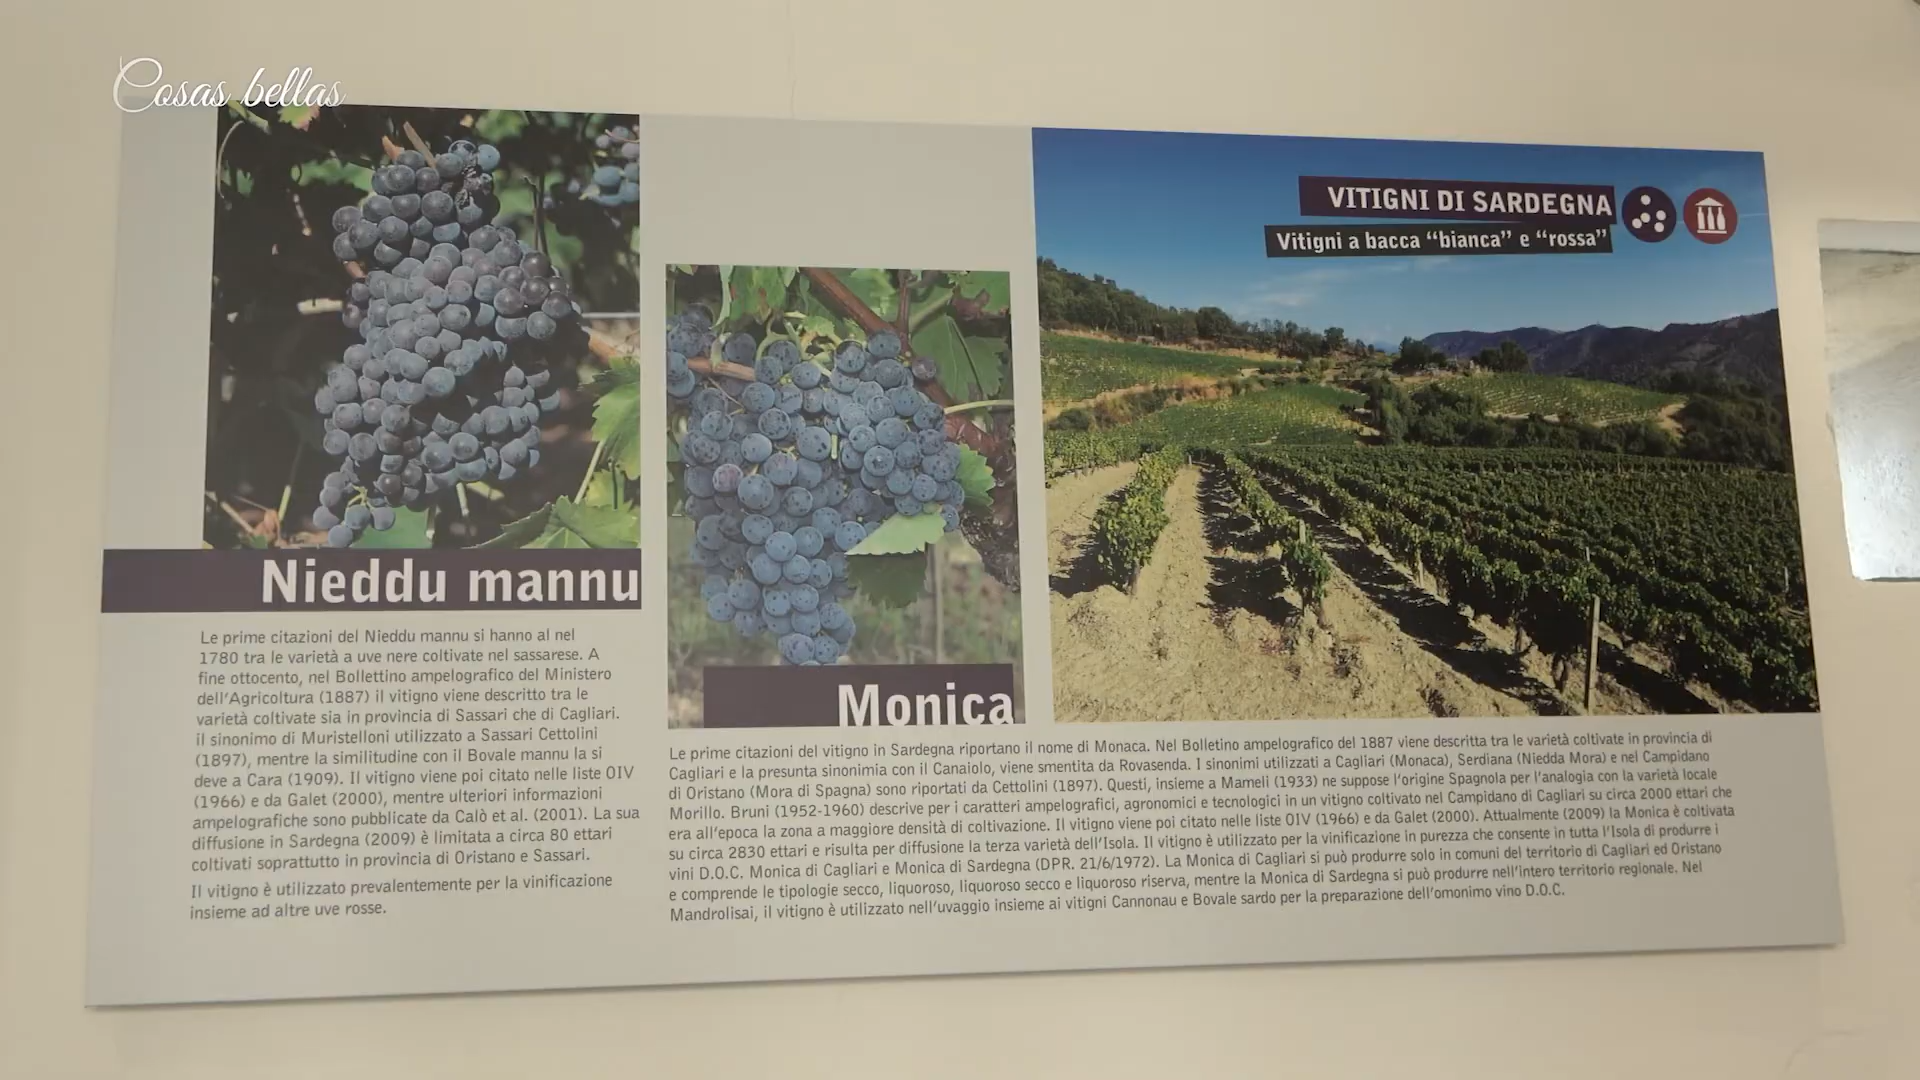 Cosas bellas
VITIGNI DI SARDEGNA
Vitigni a bacca “bianca” e “rossa”
Nieddu mannu
Le prime citazioni del Nieddu mannu si hanno al nel
1780 tra le varietà a uve nere coltivate nel sassarese. A
fine ottocento, nel Bollettino ampelografico del Ministero
dell'Agricoltura (1887) il vitigno viene descritto tra le
varietà coltivate sia in provincia di Sassari che di Cagliari.
il sinonimo di Muristelloni utilizzato a Sassari Cettolini
(1897), mentre la similitudine con il Bovale mannu la si
deve a Cara (1909). Il vitigno viene poi citato nelle liste OIV
(1966) e da Galet (2000), mentre ulteriori informazioni
ampelografiche sono pubblicate da Calò et al. (2001). La sua
diffusione in Sardegna (2009) è limitata a circa 80 ettari
coltivati soprattutto in provincia di Oristano e Sassari.
Il vitigno è utilizzato prevalentemente per la vinificazione
insieme ad altre uve rosse.
Monica
Le prime citazioni del vitigno in Sardegna riportano il nome di Monaca. Nel Bolletino ampelografico del 1887 viene descritta tra le varietà coltivate in provincia di
Cagliari e la presunta sinonimia con il Canaiolo, viene smentita da Rovasenda. I sinonimi utilizzati a Cagliari (Monaca), Serdiana (Niedda Mora) e nel Campidano
di Oristano (Mora di Spagna) sono riportati da Cettolini (1897). Questi, insieme a Mameli (1933) ne suppose l'origine Spagnola per l'analogia con la varietà locale
Morillo. Bruni (1952-1960) descrive per i caratteri ampelografici, agronomici e tecnologici in un vitigno coltivato nel Campidano di Cagliari su circa 2000 ettari che
era all'epoca la zona a maggiore densità di coltivazione. Il vitigno viene poi citato nelle liste OIV (1966) e da Galet (2000). Attualmente (2009) la Monica è coltivata
su circa 2830 ettari e risulta per diffusione la terza varietà dell'Isola. Il vitigno è utilizzato per la vinificazione in purezza che consente in tutta l'Isola di produrre i
vini D.O.C. Monica di Cagliari e Monica di Sardegna (DPR. 21/6/1972). La Monica di Cagliari si può produrre solo in comuni del territorio di Cagliari ed Oristano
e comprende le tipologie secco, liquoroso, liquoroso secco e liquoroso riserva, mentre la Monica di Sardegna si può produrre nell'intero territorio regionale. Nel
Mandrolisai, il vitigno è utilizzato nell'uvaggio insieme ai vitigni Cannonau e Bovale sardo per la preparazione dell'omonimo vino D.O.C.